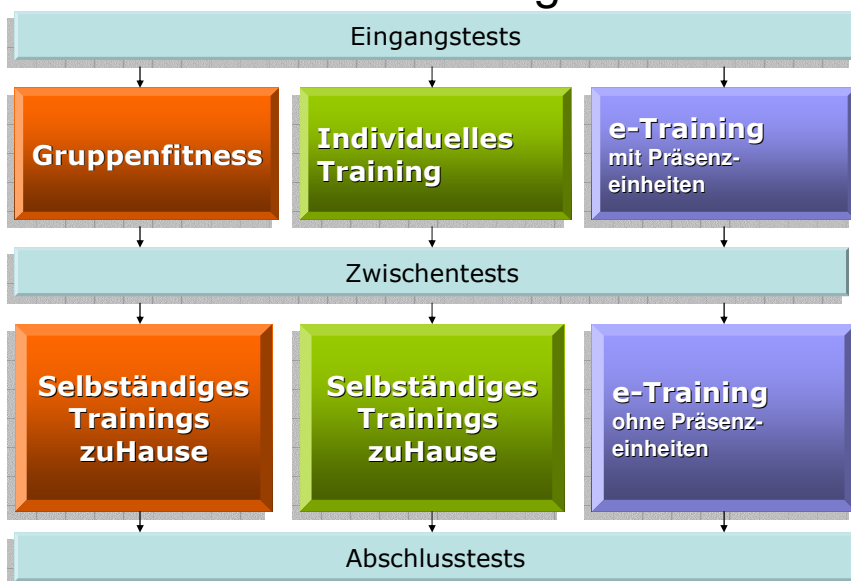 Eingangstests
Gruppenfitness
Individuelles
Training
e-Training
mit Präsenz-
einheiten
Zwischentests
Selbständiges
Trainings
zuHause
Selbständiges
Trainings
zuHause
e-Training
ohne Präsenz-
einheiten
Abschlusstests